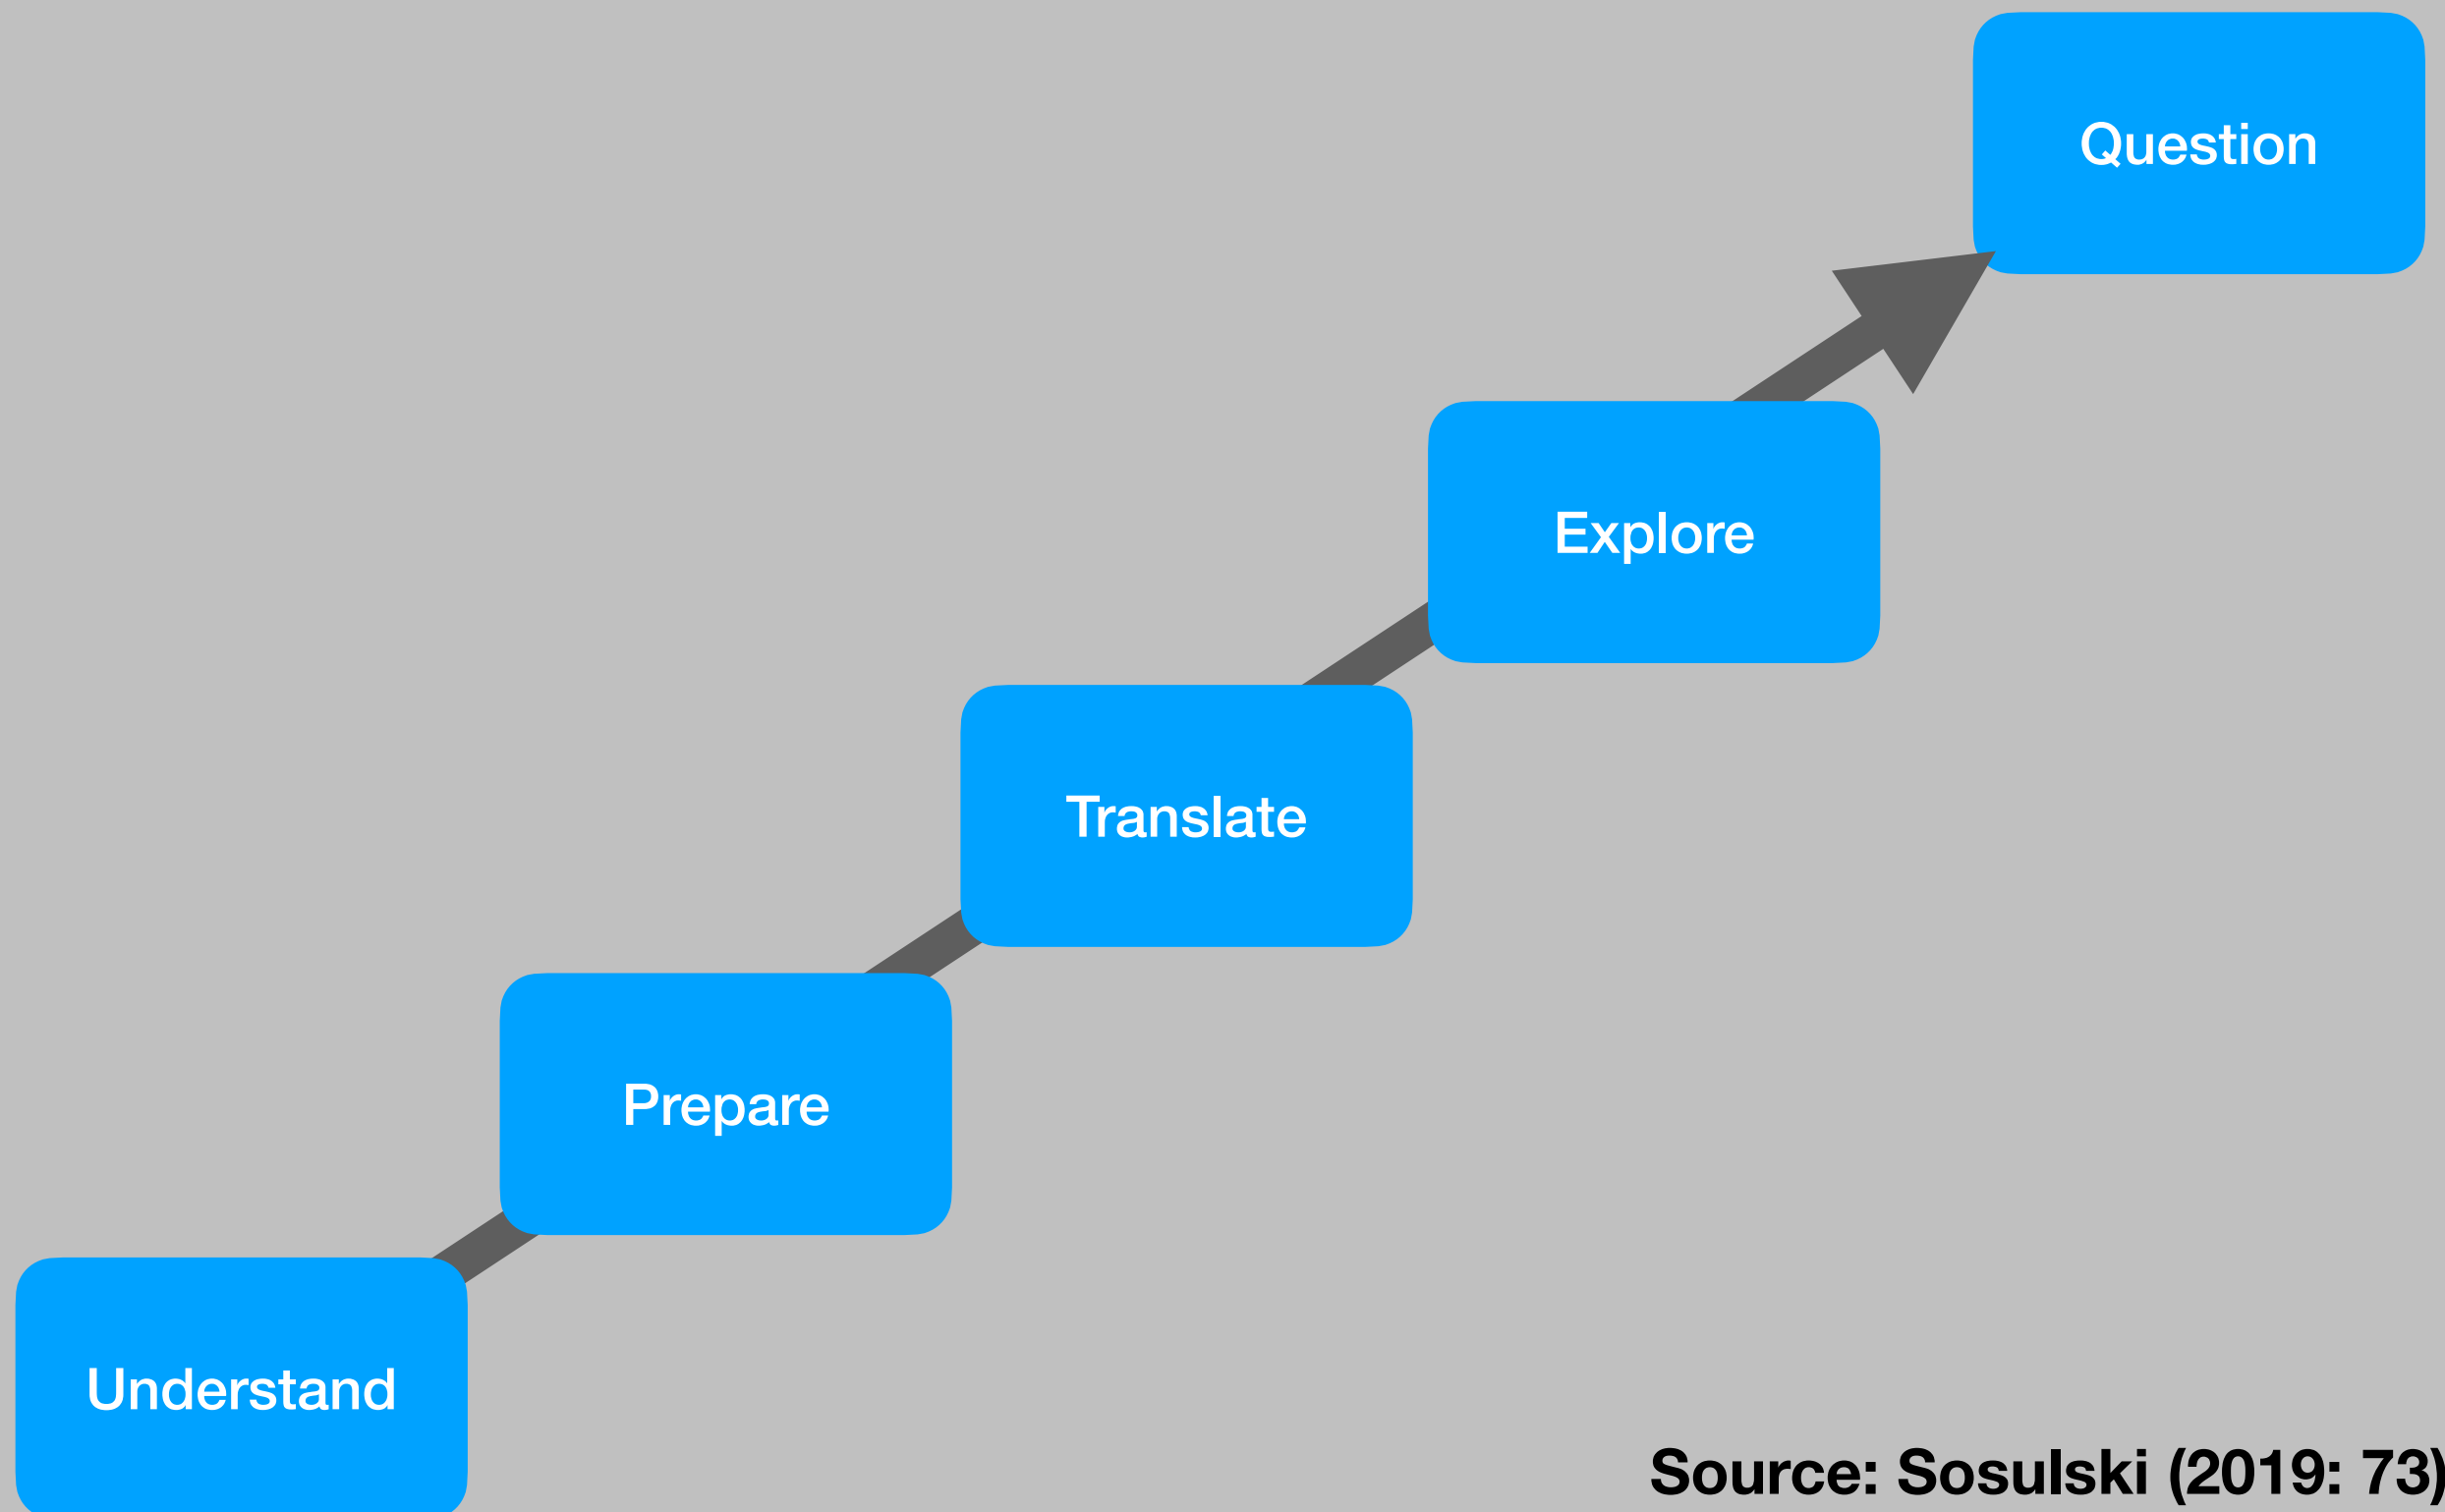 Question
Explore
Translate
Prepare
Understand
Source: Sosulski (2019: 73)